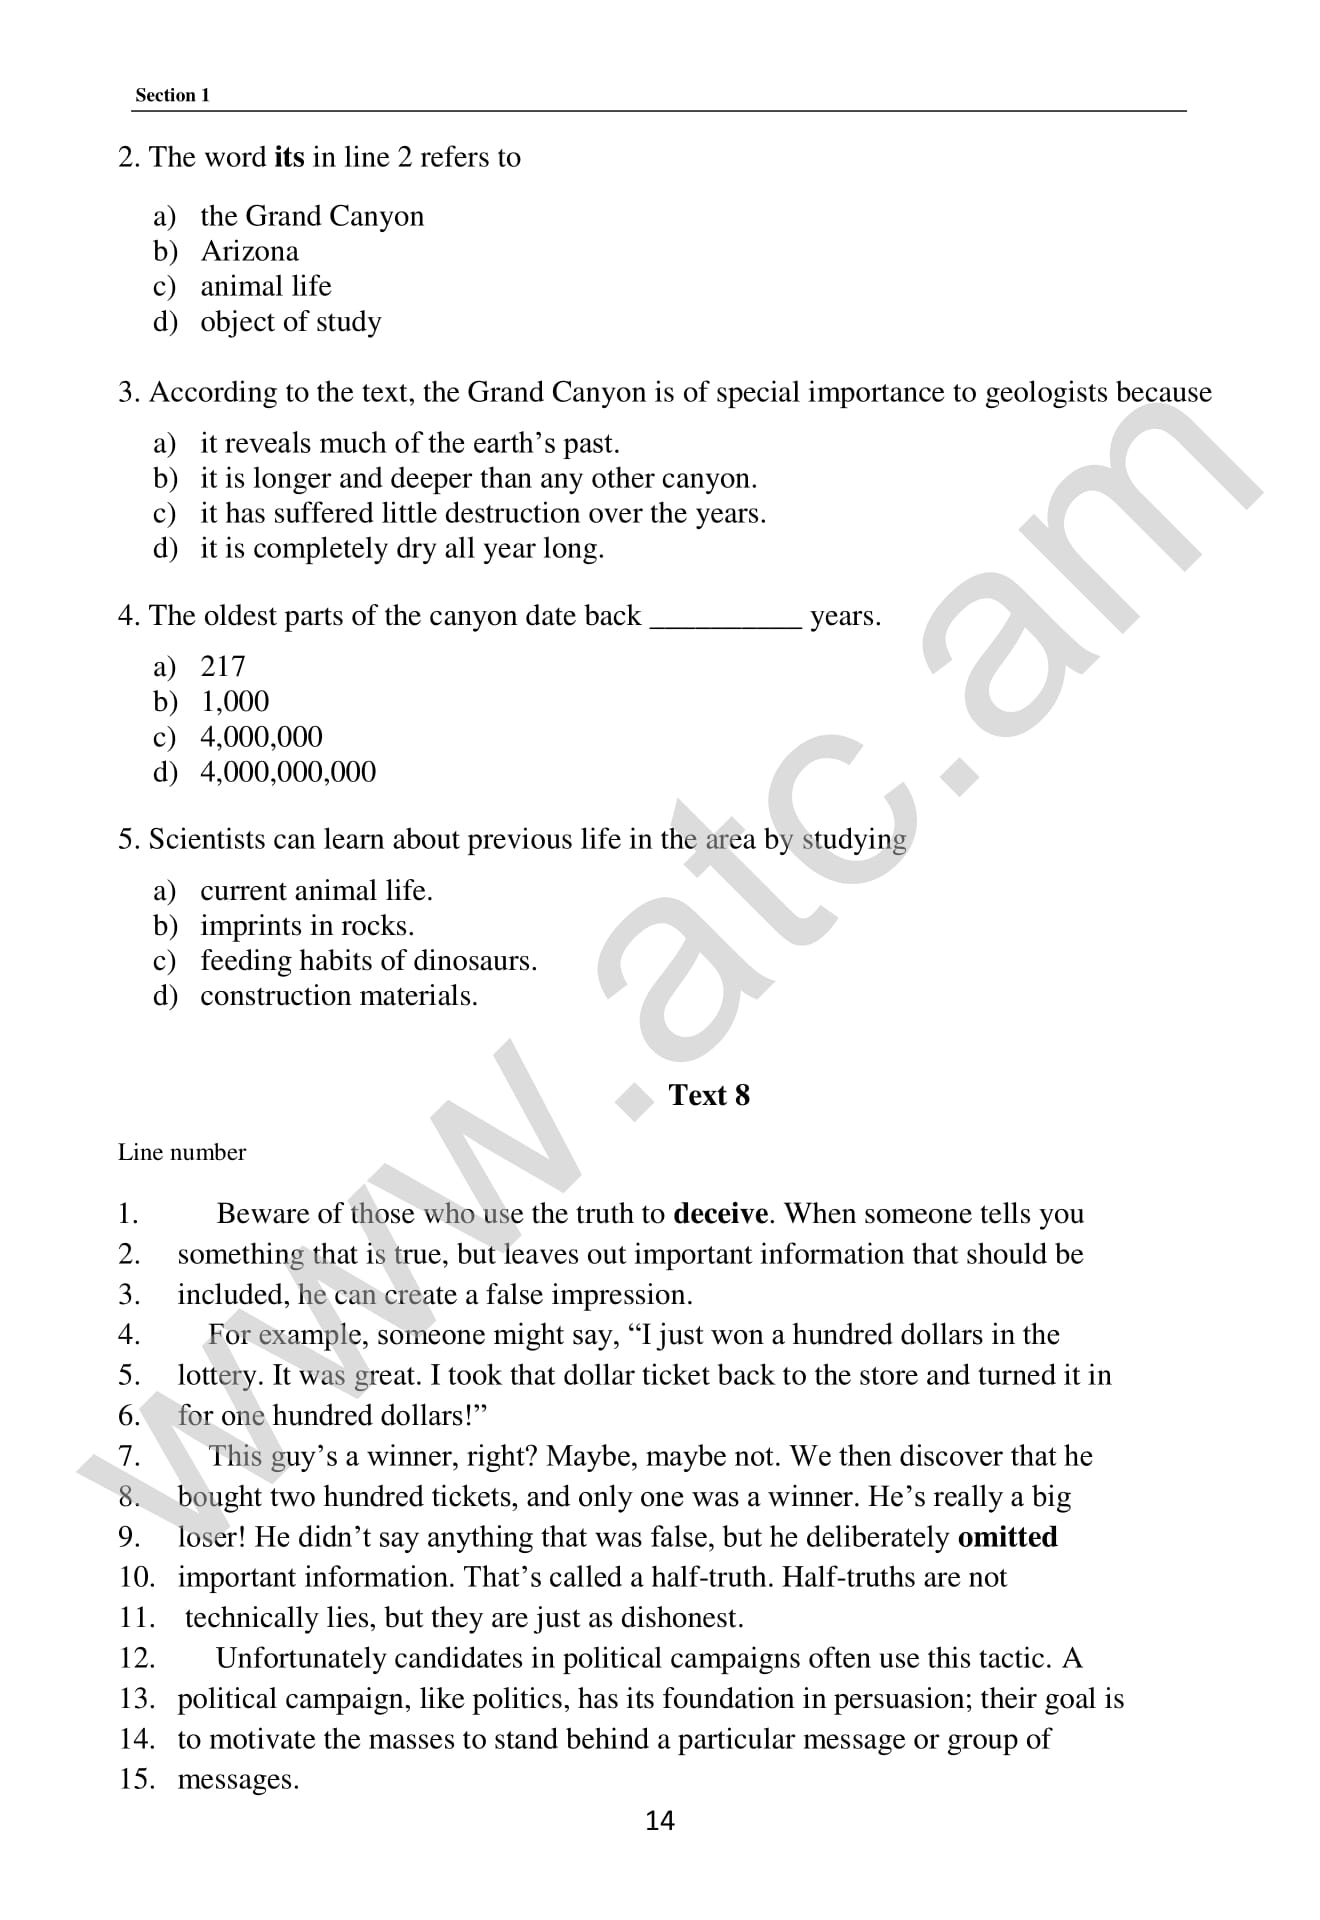 Section 1
2. The word its in line 2 refers to
a) the Grand Canyon
b) Arizona
c) animal life
d) object of study
3. According to the text, the Grand Canyon is of special importance to geologists because
a) it reveals much of the earth’s past.
b) it is longer and deeper than any other canyon.
c) it has suffered little destruction over the years.
d) it is completely dry all year long.
4. The oldest parts of the canyon date back __________ years.
a) 217
b) 1,000
c) 4,000,000
d) 4,000,000,000
5. Scientists can learn about previous life in the area by studying
a) current animal life.
b) imprints in rocks.
c) feeding habits of dinosaurs.
d) construction materials.
Text 8
Line number
1. Beware of those who use the truth to deceive. When someone tells you
2. something that is true, but leaves out important information that should be
3. included, he can create a false impression.
4. For example, someone might say, “I just won a hundred dollars in the
5. lottery. It was great. I took that dollar ticket back to the store and turned it in
6. for one hundred dollars!”
7. This guy’s a winner, right? Maybe, maybe not. We then discover that he
8. bought two hundred tickets, and only one was a winner. He’s really a big
9. loser! He didn’t say anything that was false, but he deliberately omitted
10. important information. That’s called a half-truth. Half-truths are not
11. technically lies, but they are just as dishonest.
12. Unfortunately candidates in political campaigns often use this tactic. A
13. political campaign, like politics, has its foundation in persuasion; their goal is
14. to motivate the masses to stand behind a particular message or group of
15. messages.
14
www.atc.am